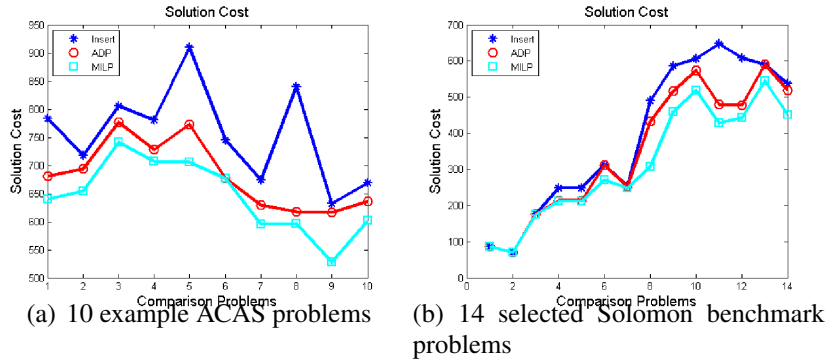 Solution Cost
950
900
850
800
750
700
650
600
550
500
Solution Cost
Insert
ADP
MILP
1 2 3 4 5 6 7 8 9 10
Comparison Problems
(a) 10 example ACAS problems
Solution Cost
700
600
500
400
300
200
100
0
Solution Cost
Insert
ADP
MILP
0 2 4 6 8 10 12 14
Comparison Problems
(b) 14 selected Solomon benchmark
problems